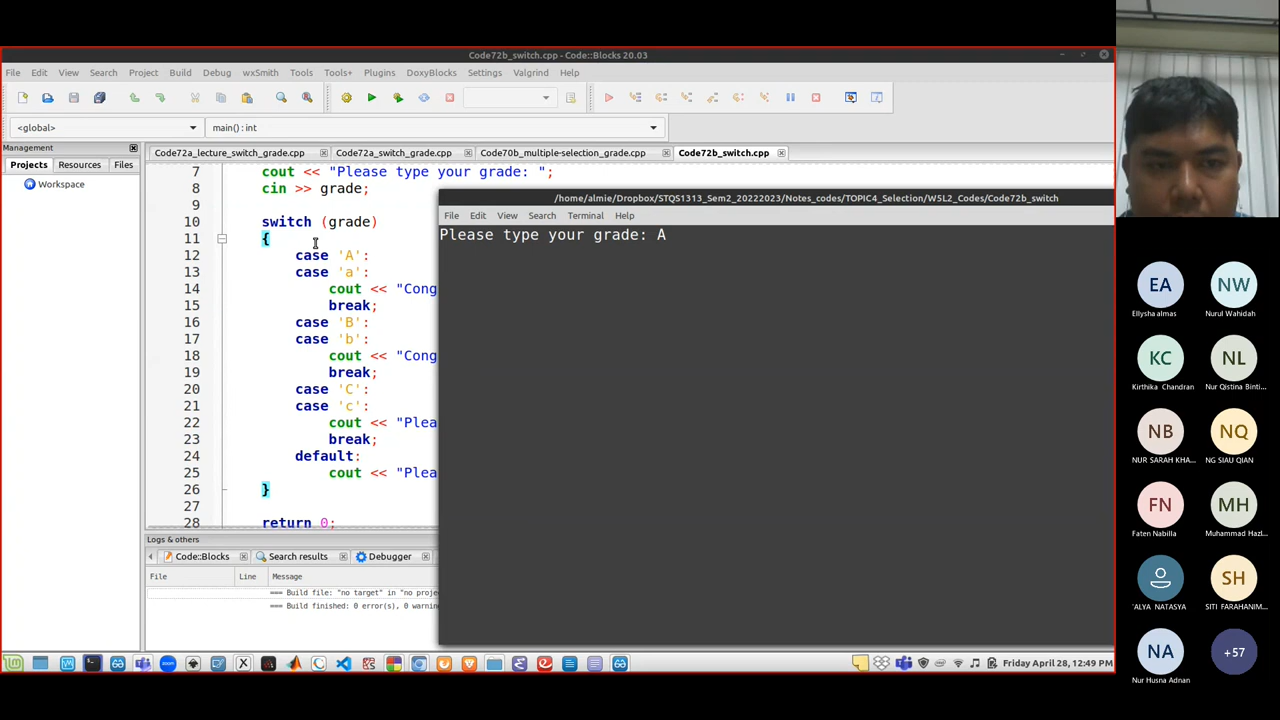 Code72b_switch.cpp - Code::Blocks 20.03
File Edit View Search Project Build Debug wxSmith Tools Tools+ Plugins DoxyBlocks Settings Valgrind Help
<global> main() : int
Management
Projects Resources Files
Workspace
Code72a_lecture_switch_grade.cpp Code72a_switch_grade.cpp Code70b_multiple-selection_grade.cpp Code72b_switch.cpp
7 cout << "Please type your grade: ";
8 cin >> grade;
9
10 switch (grade)
11 {
12 case 'A':
13 case 'a':
14 cout << "Cong
15 break;
16 case 'B':
17 case 'b':
18 cout << "Cong
19 break;
20 case 'C':
21 case 'c':
22 cout << "Plea
23 break;
24 default:
25 cout << "Plea
26 }
27
28 return 0;
/home/almie/Dropbox/STQS1313_Sem2_20222023/Notes_codes/TOPIC4_Selection/W5L2_Codes/Code72b_switch
File Edit View Search Terminal Help
Please type your grade: A
Logs & others
Code::Blocks Search results Debugger
File Line Message
=== Build file: "no target" in "no proje
=== Build finished: 0 error(s), 0 warnin
Friday April 28, 12:49 PM
EA NW
Ellysha almas Nurul Wahidah
KC NL
Kirthika Chandran Nur Qistina Binti...
NB NQ
NUR SARAH KHA... NG SIAU QIAN
FN MH
Faten Nabilla Muhammad Hazi...
SH
'ALYA NATASYA SITI FARAHANIM...
NA +57
Nur Husna Adnan